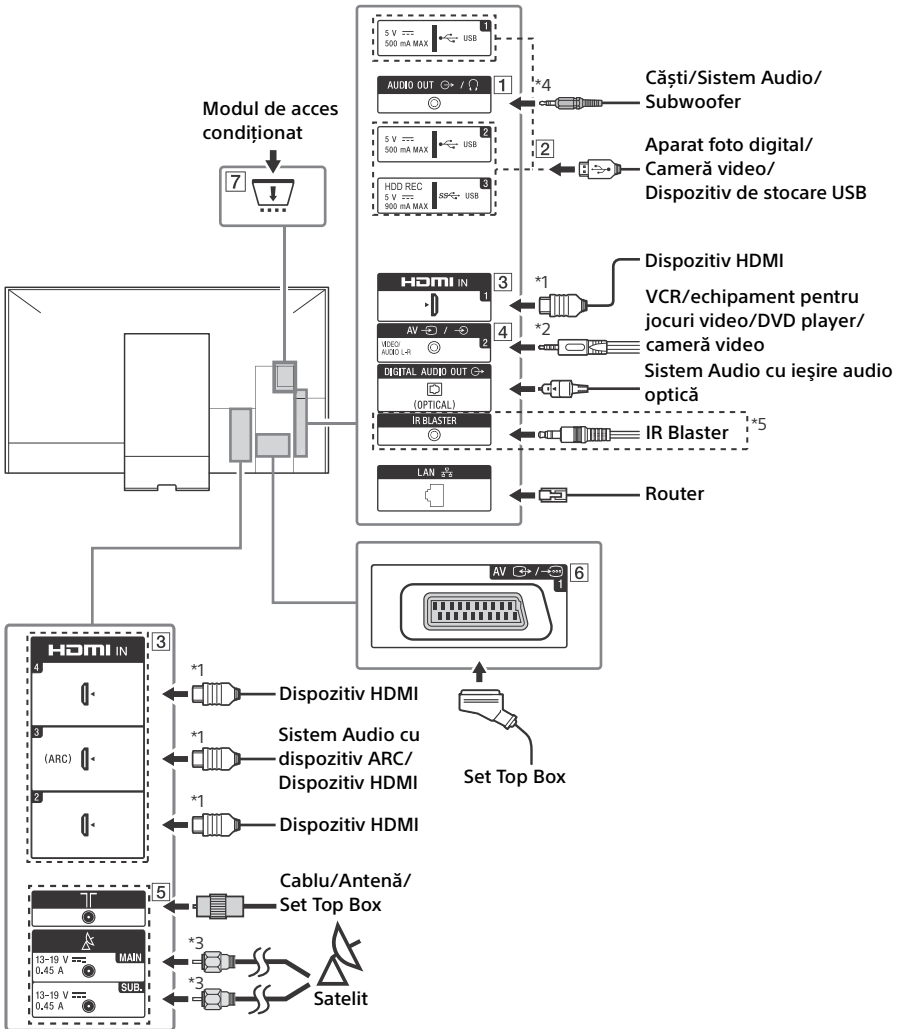 5 V
500 mA MAX
USB
1
AUDIO OUT /
1
*4
Căști/Sistem Audio/
Subwoofer
5 V
500 mA MAX
USB
2
HDD REC
5 V
900 mA MAX
SS
USB
3
2
Aparat foto digital/
Cameră video/
Dispozitiv de stocare USB
Modul de acces
condiționat
7
HDMI IN
1
3
*1
Dispozitiv HDMI
AV /
VIDEO/
AUDIO L-R
2
4
*2
VCR/echipament pentru
jocuri video/DVD player/
cameră video
DIGITAL AUDIO OUT
(OPTICAL)
Sistem Audio cu ieşire audio
optică
IR BLASTER
IR Blaster
*5
LAN
Router
AV /
1
6
Set Top Box
HDMI IN
3
4
*1
Dispozitiv HDMI
3
(ARC)
*1
Sistem Audio cu
dispozitiv ARC/
Dispozitiv HDMI
2
*1
Dispozitiv HDMI
5
Cablu/Antenă/
Set Top Box
13-19 V
0.45 A
MAIN
*3
13-19 V
0.45 A
SUB.
*3
Satelit